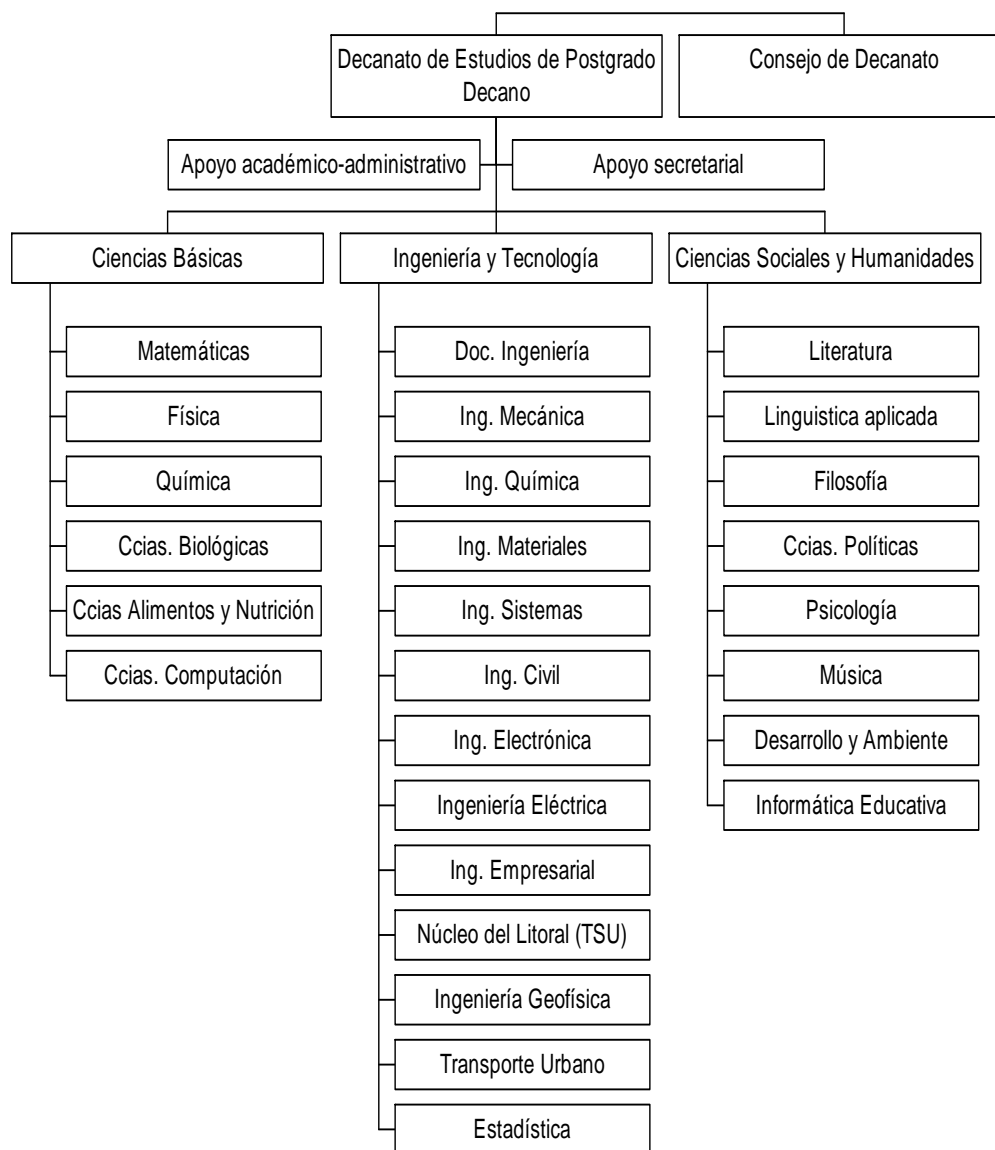 Decanato de Estudios de Postgrado
Decano
Consejo de Decanato
Apoyo académico-administrativo
Apoyo secretarial
Ciencias Básicas
Matemáticas
Física
Química
Ccias. Biológicas
Ccias Alimentos y Nutrición
Ccias. Computación
Ingeniería y Tecnología
Doc. Ingeniería
Ing. Mecánica
Ing. Química
Ing. Materiales
Ing. Sistemas
Ing. Civil
Ing. Electrónica
Ingeniería Eléctrica
Ing. Empresarial
Núcleo del Litoral (TSU)
Ingeniería Geofísica
Transporte Urbano
Estadística
Ciencias Sociales y Humanidades
Literatura
Linguistica aplicada
Filosofía
Ccias. Políticas
Psicología
Música
Desarrollo y Ambiente
Informática Educativa